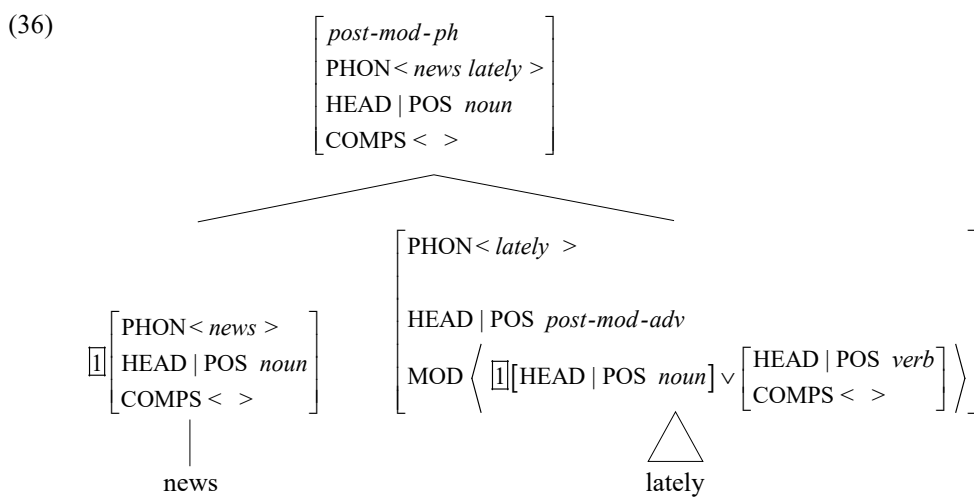 (36)
post-mod-ph
PHON < news lately >
HEAD | POS noun
COMPS < >
PHON < lately >
HEAD | POS post-mod-adv
MOD ⟨ [1][HEAD | POS noun] ∨ [HEAD | POS verb
COMPS < >] ⟩
[1] PHON < news >
HEAD | POS noun
COMPS < >
news
lately